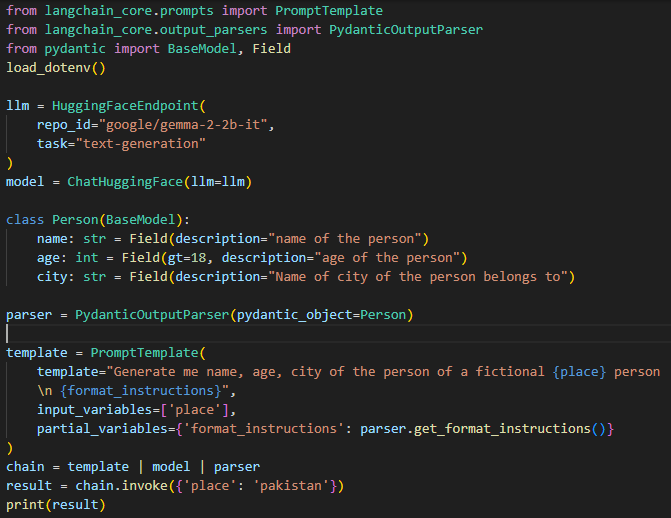 from langchain_core.prompts import PromptTemplate
from langchain_core.output_parsers import PydanticOutputParser
from pydantic import BaseModel, Field
load_dotenv()

llm = HuggingFaceEndpoint(
    repo_id="google/gemma-2-2b-it",
    task="text-generation"
)
model = ChatHuggingFace(llm=llm)

class Person(BaseModel):
    name: str = Field(description="name of the person")
    age: int = Field(gt=18, description="age of the person")
    city: str = Field(description="Name of city of the person belongs to")

parser = PydanticOutputParser(pydantic_object=Person)

template = PromptTemplate(
    template="Generate me name, age, city of the person of a fictional {place} person
    \n {format_instructions}",
    input_variables=['place'],
    partial_variables={'format_instructions': parser.get_format_instructions()}
)
chain = template | model | parser
result = chain.invoke({'place': 'pakistan'})
print(result)